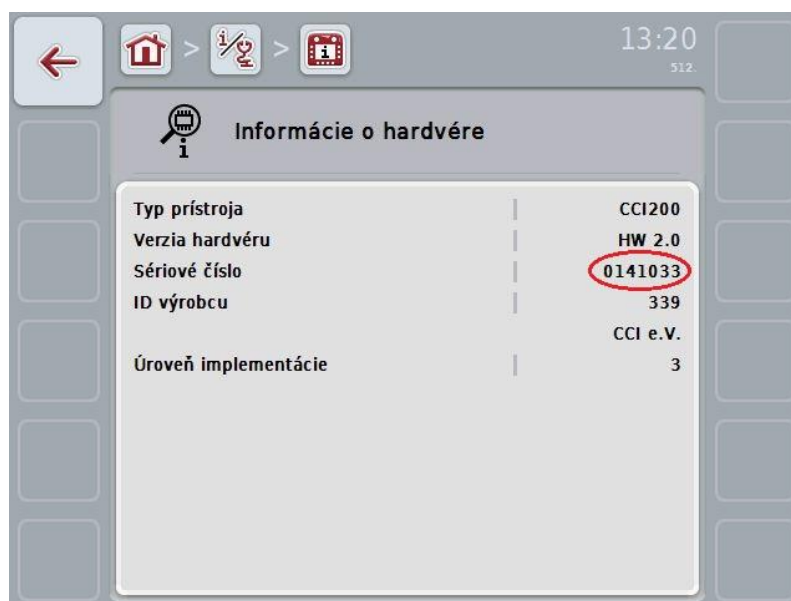 13:20
512.
Informácie o hardvére
Typ prístroja | CCI200
Verzia hardvéru | HW 2.0
Sériové číslo | 0141033
ID výrobcu | 339
CCI e.V.
Úroveň implementácie | 3